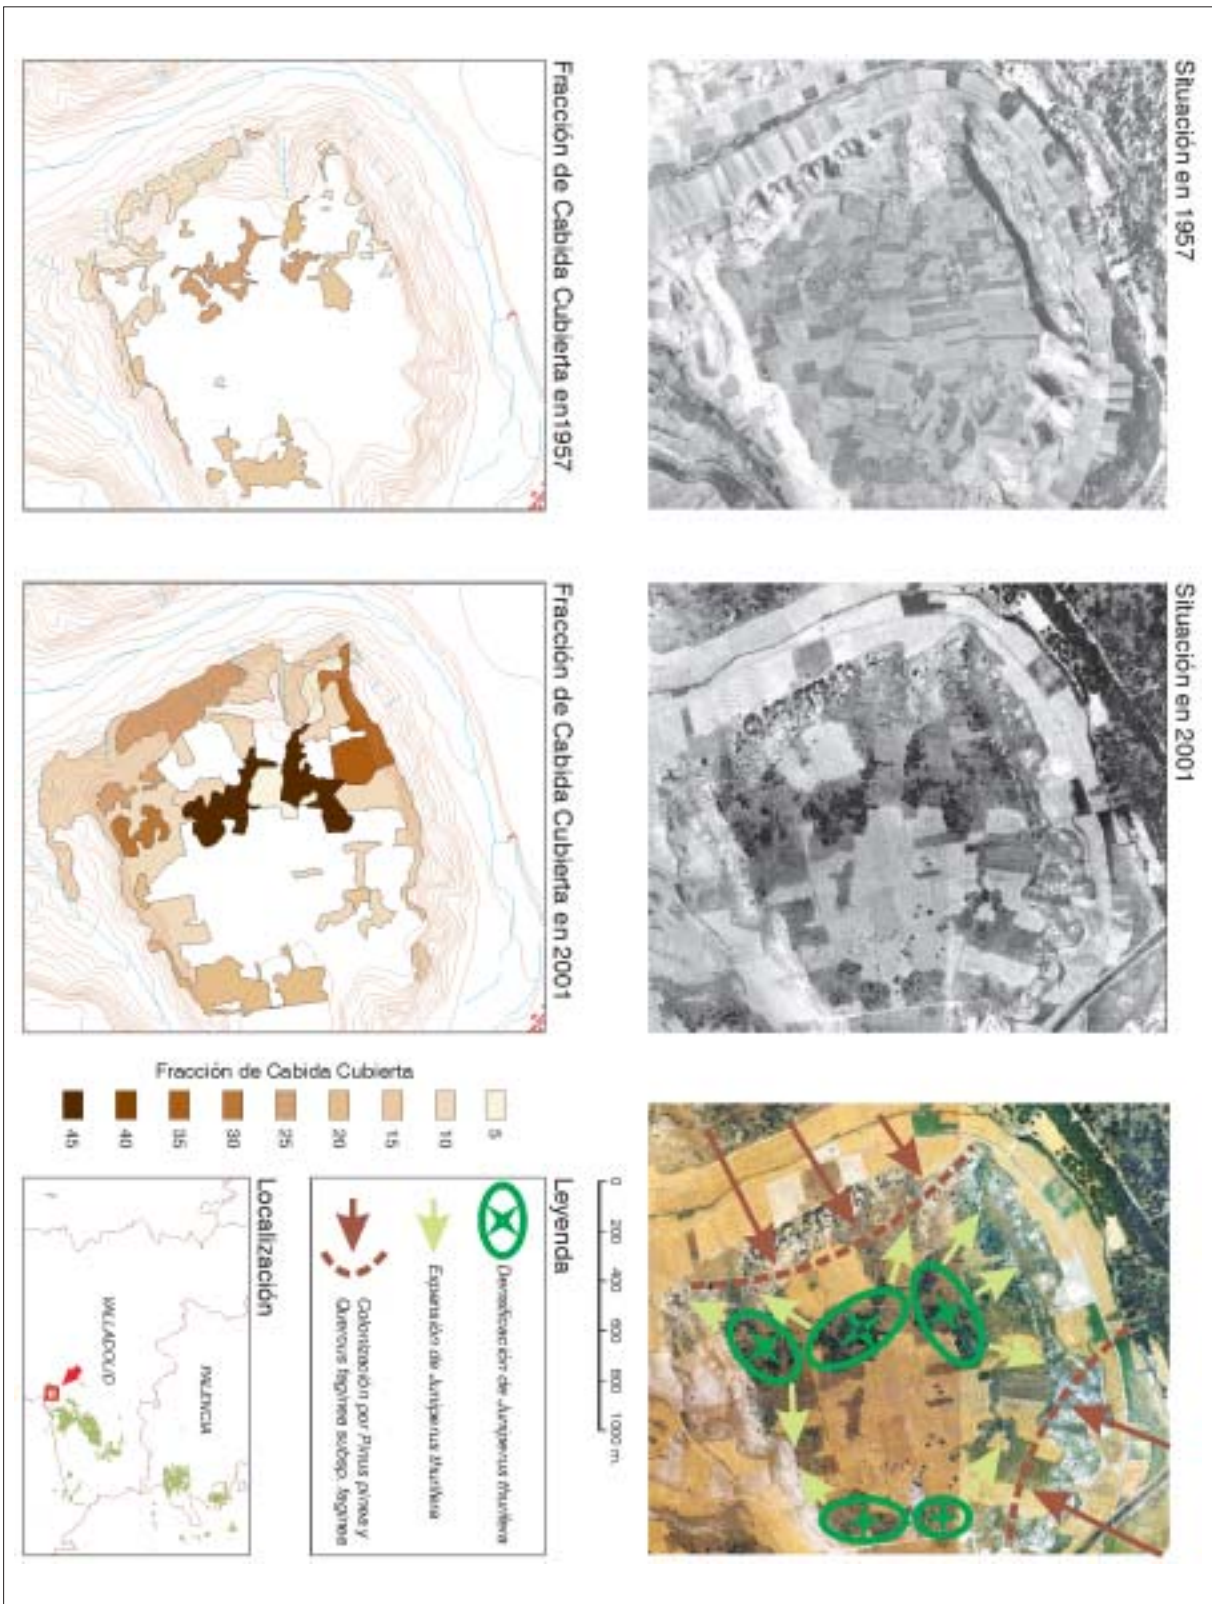 Situación en 1957
Situación en 2001
Fracción de Cabida Cubierta en1957
Fracción de Cabida Cubierta en 2001
Fracción de Cabida Cubierta
5
10
15
20
25
30
35
40
45
0 200 400 600 800 1000 m
Leyenda
Densificación de Juniperus thurifera
Expansión de Juniperus thurifera
Colonización por Pinus pinea y
Quercus faginea subsp. faginea
Localización
PALENCIA
VALLADOLID